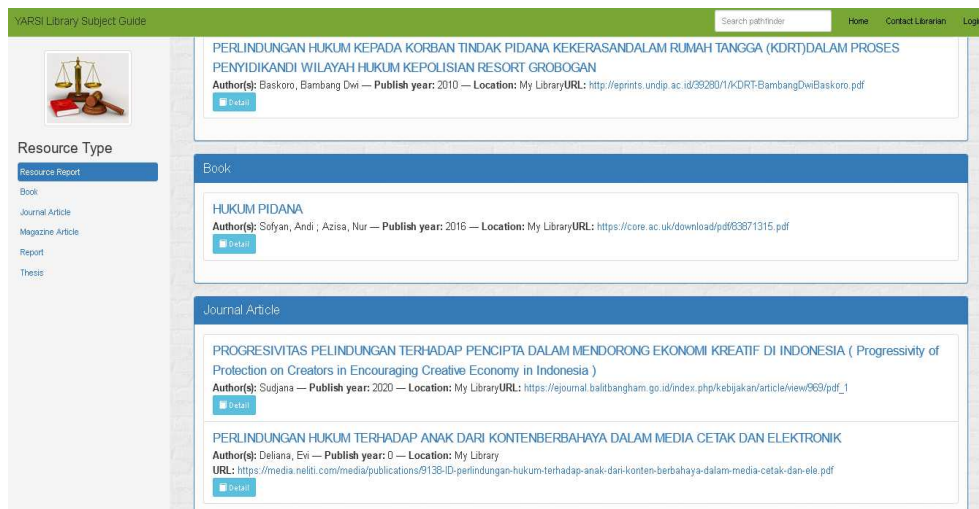 YARSI Library Subject Guide
Search pathfinder
Home
Contact Librarian
Login
Resource Type
Resource Report
Book
Journal Article
Magazine Article
Report
Thesis
PERLINDUNGAN HUKUM KEPADA KORBAN TINDAK PIDANA KEKERASANDALAM RUMAH TANGGA (KDRT)DALAM PROSES
PENYIDIKANDI WILAYAH HUKUM KEPOLISIAN RESORT GROBOGAN
Author(s): Baskoro, Bambang Dwi — Publish year: 2010 — Location: My LibraryURL: http://eprints.undip.ac.id/39280/1/KDRT-BambangDwiBaskoro.pdf
Detail
Book
HUKUM PIDANA
Author(s): Sofyan, Andi ; Azisa, Nur — Publish year: 2016 — Location: My LibraryURL: https://core.ac.uk/download/pdf/83871315.pdf
Detail
Journal Article
PROGRESIVITAS PELINDUNGAN TERHADAP PENCIPTA DALAM MENDORONG EKONOMI KREATIF DI INDONESIA ( Progressivity of
Protection on Creators in Encouraging Creative Economy in Indonesia )
Author(s): Sudjana — Publish year: 2020 — Location: My LibraryURL: https://ejournal.balitbangham.go.id/index.php/kebijakan/article/view/969/pdf_1
Detail
PERLINDUNGAN HUKUM TERHADAP ANAK DARI KONTENBERBAHAYA DALAM MEDIA CETAK DAN ELEKTRONIK
Author(s): Deliana, Evi — Publish year: 0 — Location: My Library
URL: https://media.neliti.com/media/publications/9138-ID-perlindungan-hukum-terhadap-anak-dari-konten-berbahaya-dalam-media-cetak-dan-ele.pdf
Detail